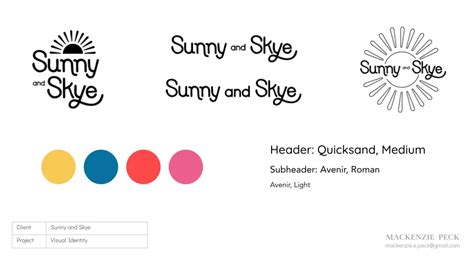 Sunny
and
Skye
Sunny and Skye
Sunny and Skye
Sunny and Skye
Header: Quicksand, Medium
Subheader: Avenir, Roman
Avenir, Light
Client Sunny and Skye
Project Visual Identity
MACKENZIE PECK
mackenzie.e.peck@gmail.com